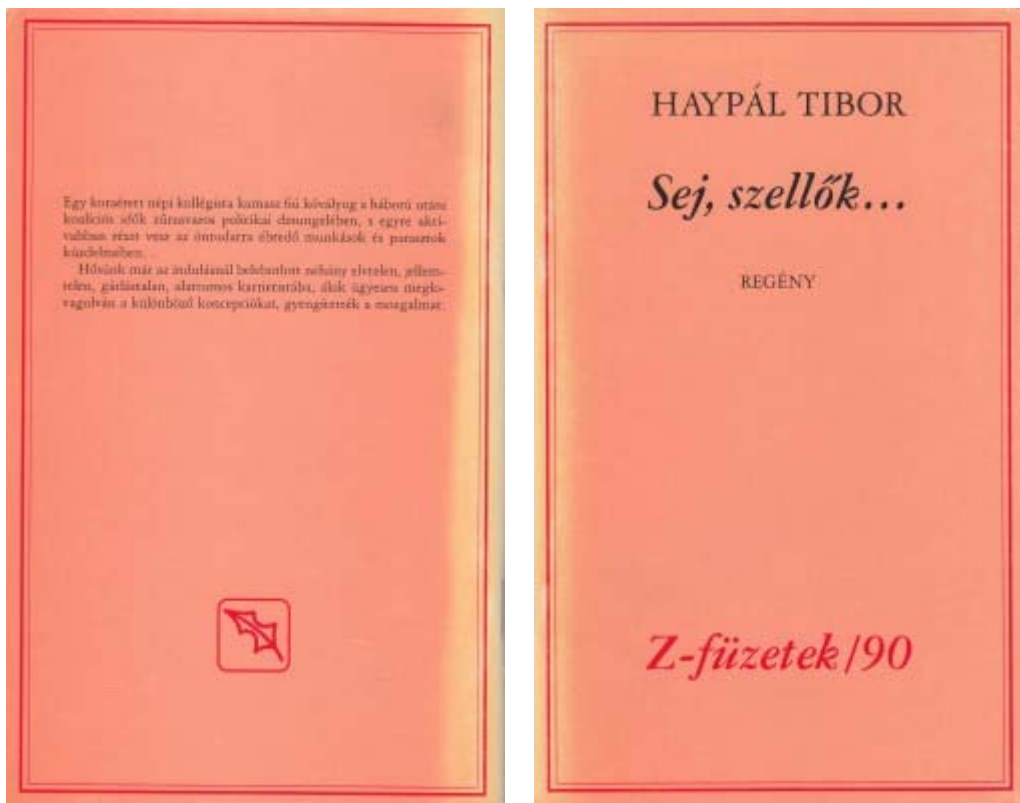 Egy koraérett népi kollégista kamasz fiú kóvályog a háború utáni
koalíciós idők zűrzavaros politikai dzsungelében, s egyre akti-
vabban részt vesz az öntudatra ébredő munkások és parasztok
küzdelmében...
Hősünk már az indulásnál belebotlott néhány elvtelen, jellem-
telen, gátlástalan, alattomos karrieristába, akik ügyesen meglo-
vagolván a különböző koncepciókat, gyengítették a mozgalmat.
HAYPÁL TIBOR
Sej, szellők...
REGÉNY
Z-füzetek/90